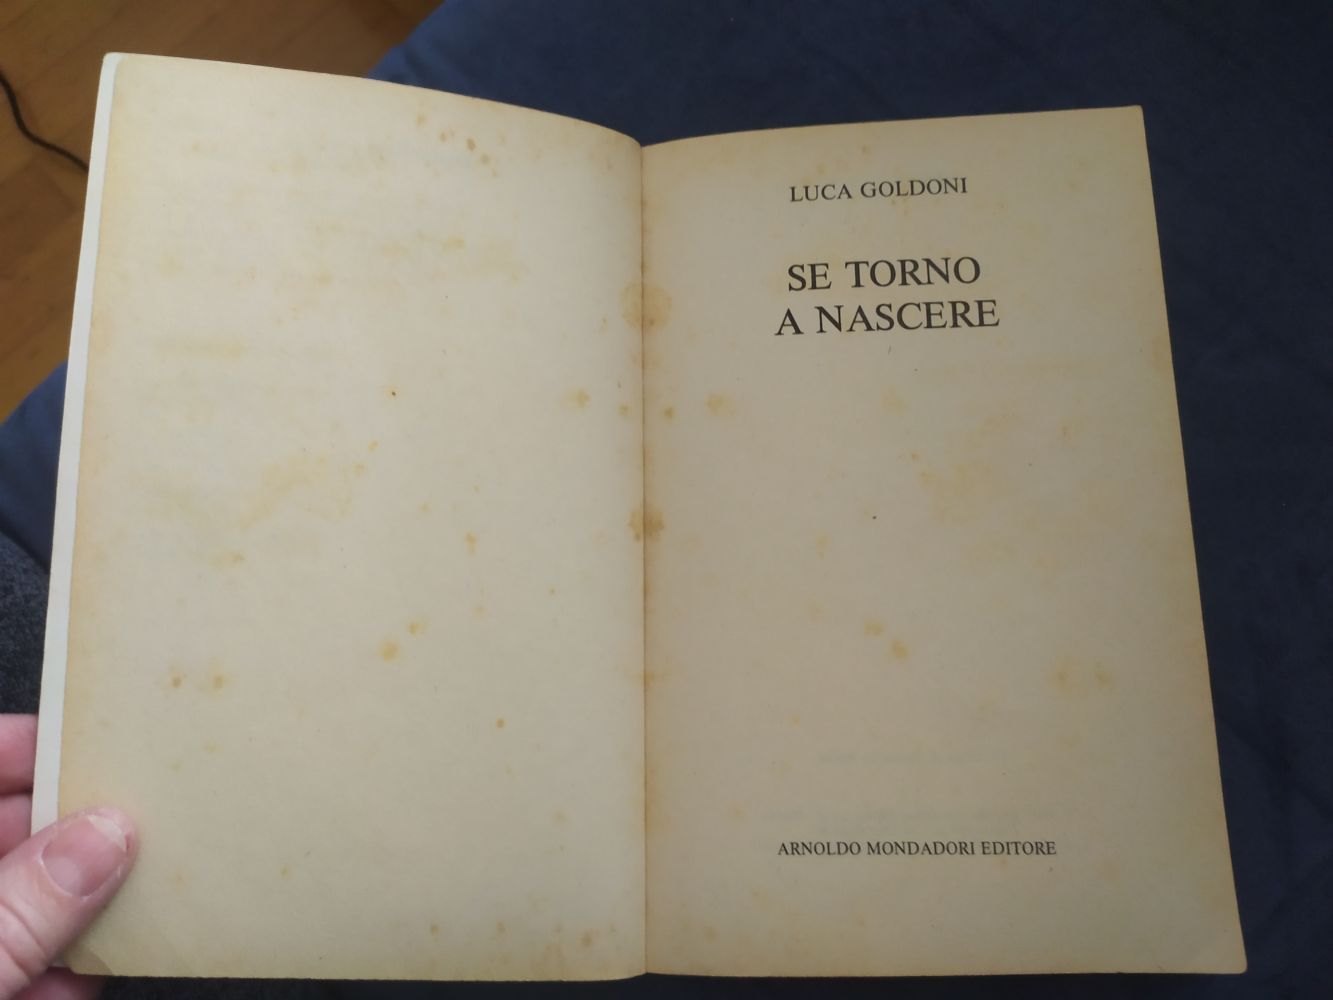 LUCA GOLDONI
SE TORNO
A NASCERE
ARNOLDO MONDADORI EDITORE